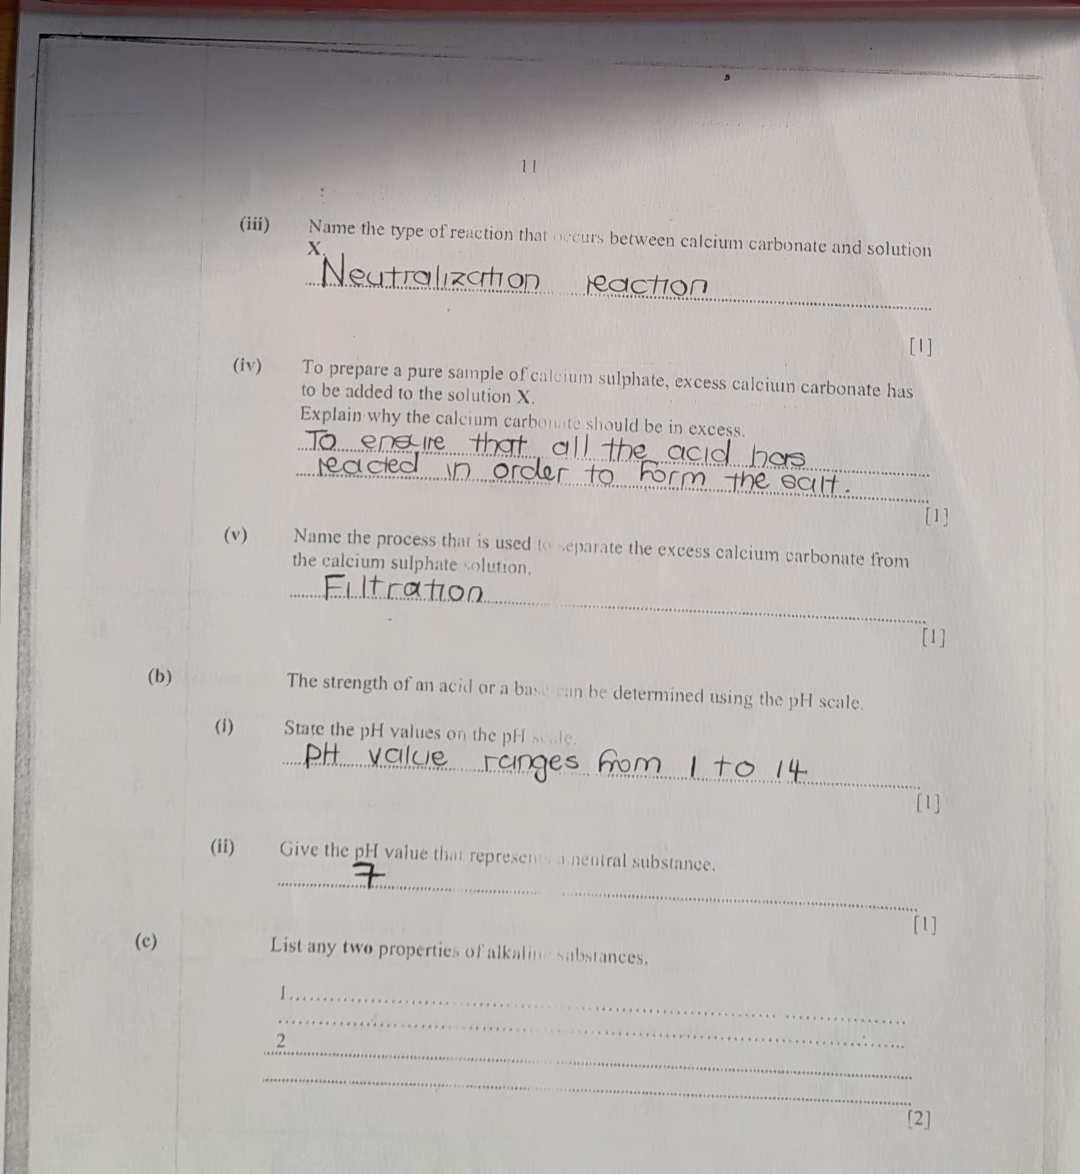 11
(iii) Name the type of reaction that occurs between calcium carbonate and solution
X.
Neutralization reaction
[1]
(iv) To prepare a pure sample of calcium sulphate, excess calcium carbonate has
to be added to the solution X.
Explain why the calcium carbonate should be in excess.
To ensure that all the acid has
reacted in order to form the salt.
[1]
(v) Name the process that is used to separate the excess calcium carbonate from
the calcium sulphate solution.
Filtration
[1]
(b) The strength of an acid or a base can be determined using the pH scale.
(i) State the pH values on the pH scale.
PH value ranges from 1 to 14
[1]
(ii) Give the pH value that represents a neutral substance.
7
[1]
(c) List any two properties of alkaline substances.
1
2
[2]